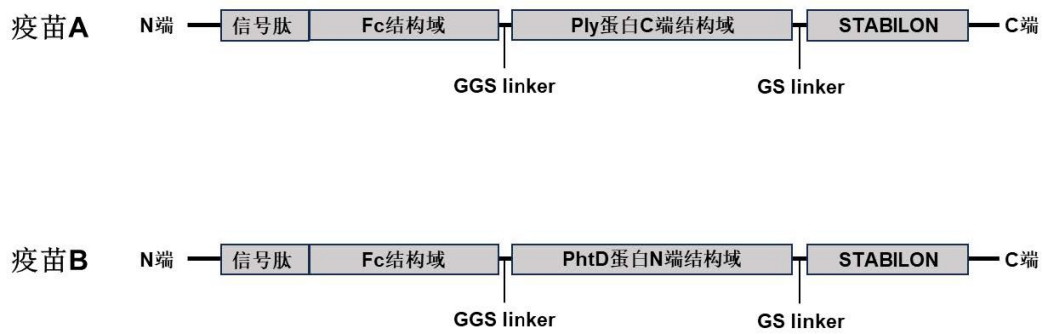 疫苗A N端 信号肽 Fc结构域 Ply蛋白C端结构域 STABILON C端
GGS linker GS linker
疫苗B N端 信号肽 Fc结构域 PhtD蛋白N端结构域 STABILON C端
GGS linker GS linker